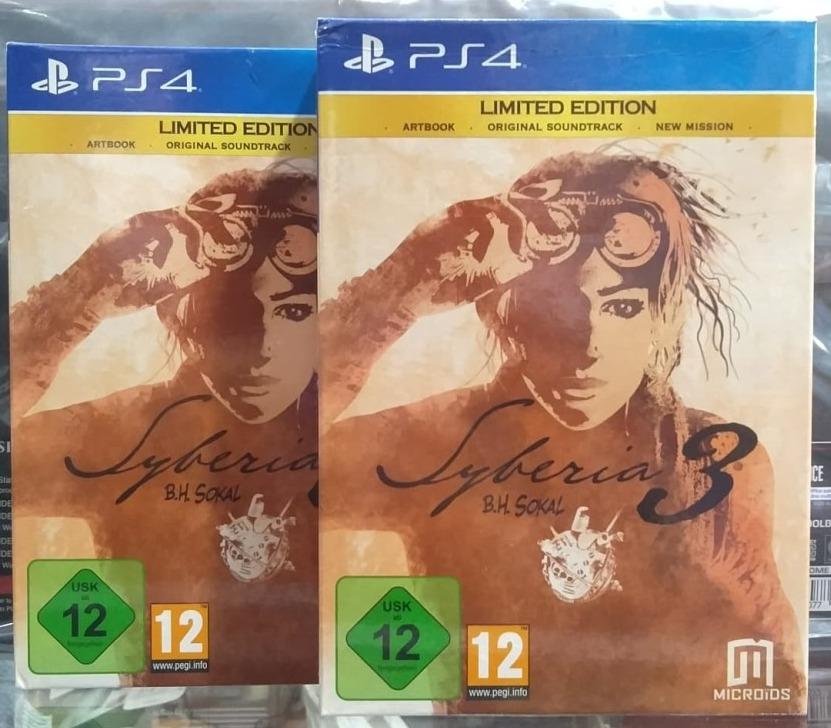 PS4
LIMITED EDITION
ARTBOOK · ORIGINAL SOUNDTRACK ·
Syberia
B.H. SOKAL
USK
ab
12
12
www.pegi.info
PS4
LIMITED EDITION
· ARTBOOK · ORIGINAL SOUNDTRACK · NEW MISSION ·
Syberia 3
B.H. SOKAL
USK
ab
12
12
www.pegi.info
MICROIDS